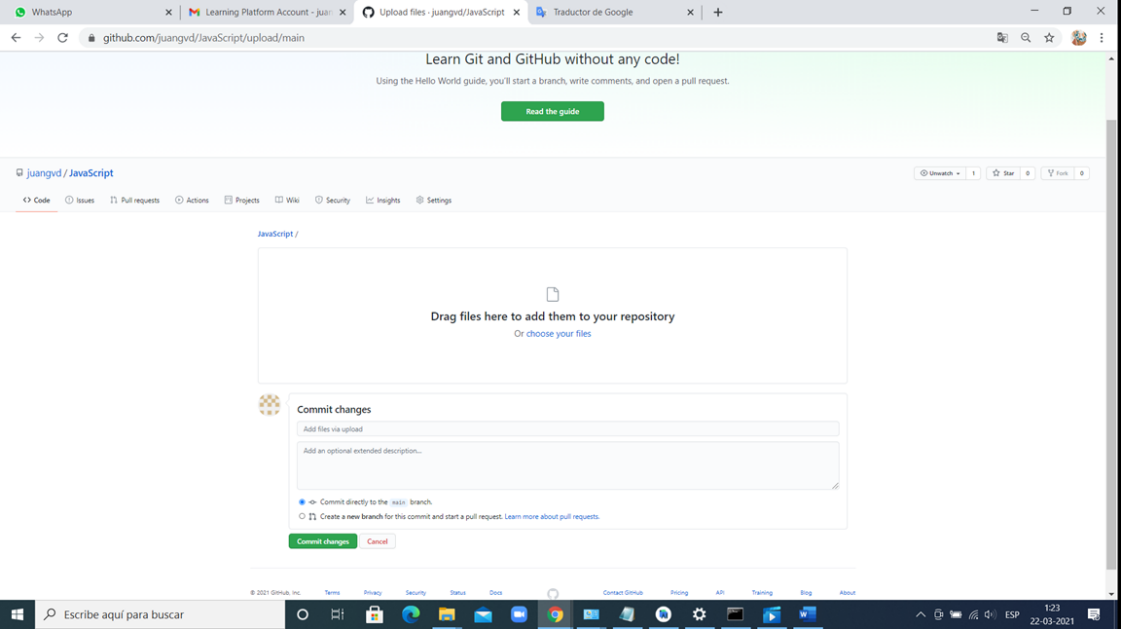 WhatsApp
Learning Platform Account - juan
Upload files · juangvd/JavaScript
Traductor de Google
github.com/juangvd/JavaScript/upload/main
Learn Git and GitHub without any code!
Using the Hello World guide, you'll start a branch, write comments, and open a pull request.
Read the guide
juangvd / JavaScript
Unwatch 1 Star 0 Fork 0
Code Issues Pull requests Actions Projects Wiki Security Insights Settings
JavaScript /
Drag files here to add them to your repository
Or choose your files
Commit changes
Add files via upload
Add an optional extended description...
Commit directly to the main branch.
Create a new branch for this commit and start a pull request. Learn more about pull requests.
Commit changes Cancel
© 2021 GitHub, Inc. Terms Privacy Security Status Docs Contact GitHub Pricing API Training Blog About
Escribe aquí para buscar
ESP
1:23
22-03-2021